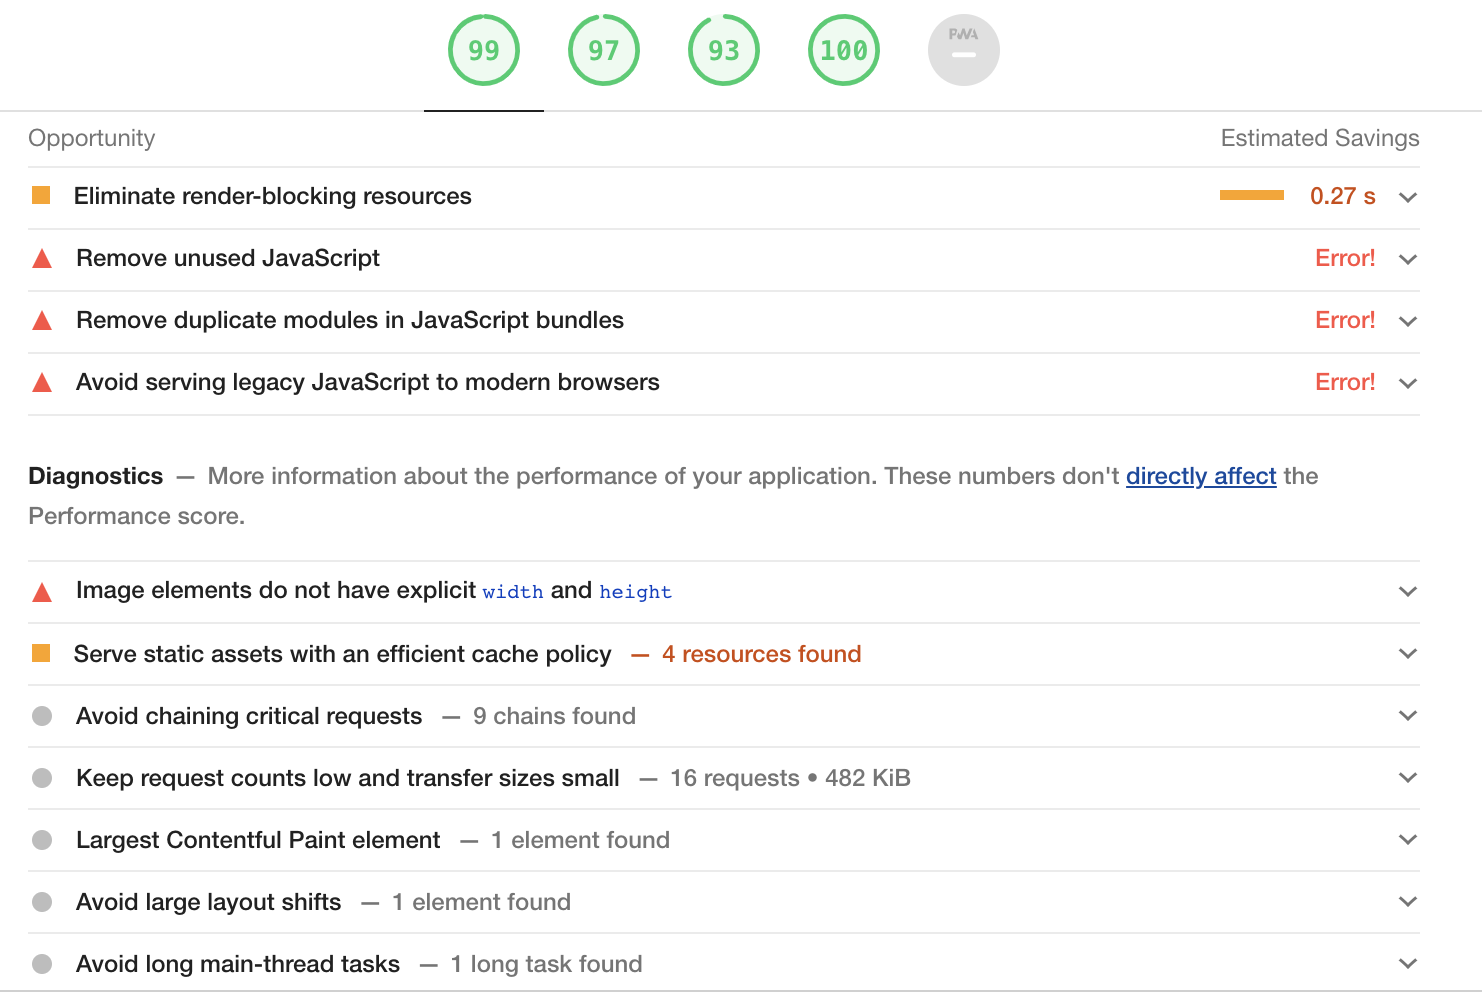 99 97 93 100 PWA
Opportunity Estimated Savings
Eliminate render-blocking resources 0.27 s
Remove unused JavaScript Error!
Remove duplicate modules in JavaScript bundles Error!
Avoid serving legacy JavaScript to modern browsers Error!
Diagnostics — More information about the performance of your application. These numbers don't directly affect the
Performance score.
Image elements do not have explicit width and height
Serve static assets with an efficient cache policy — 4 resources found
Avoid chaining critical requests — 9 chains found
Keep request counts low and transfer sizes small — 16 requests • 482 KiB
Largest Contentful Paint element — 1 element found
Avoid large layout shifts — 1 element found
Avoid long main-thread tasks — 1 long task found